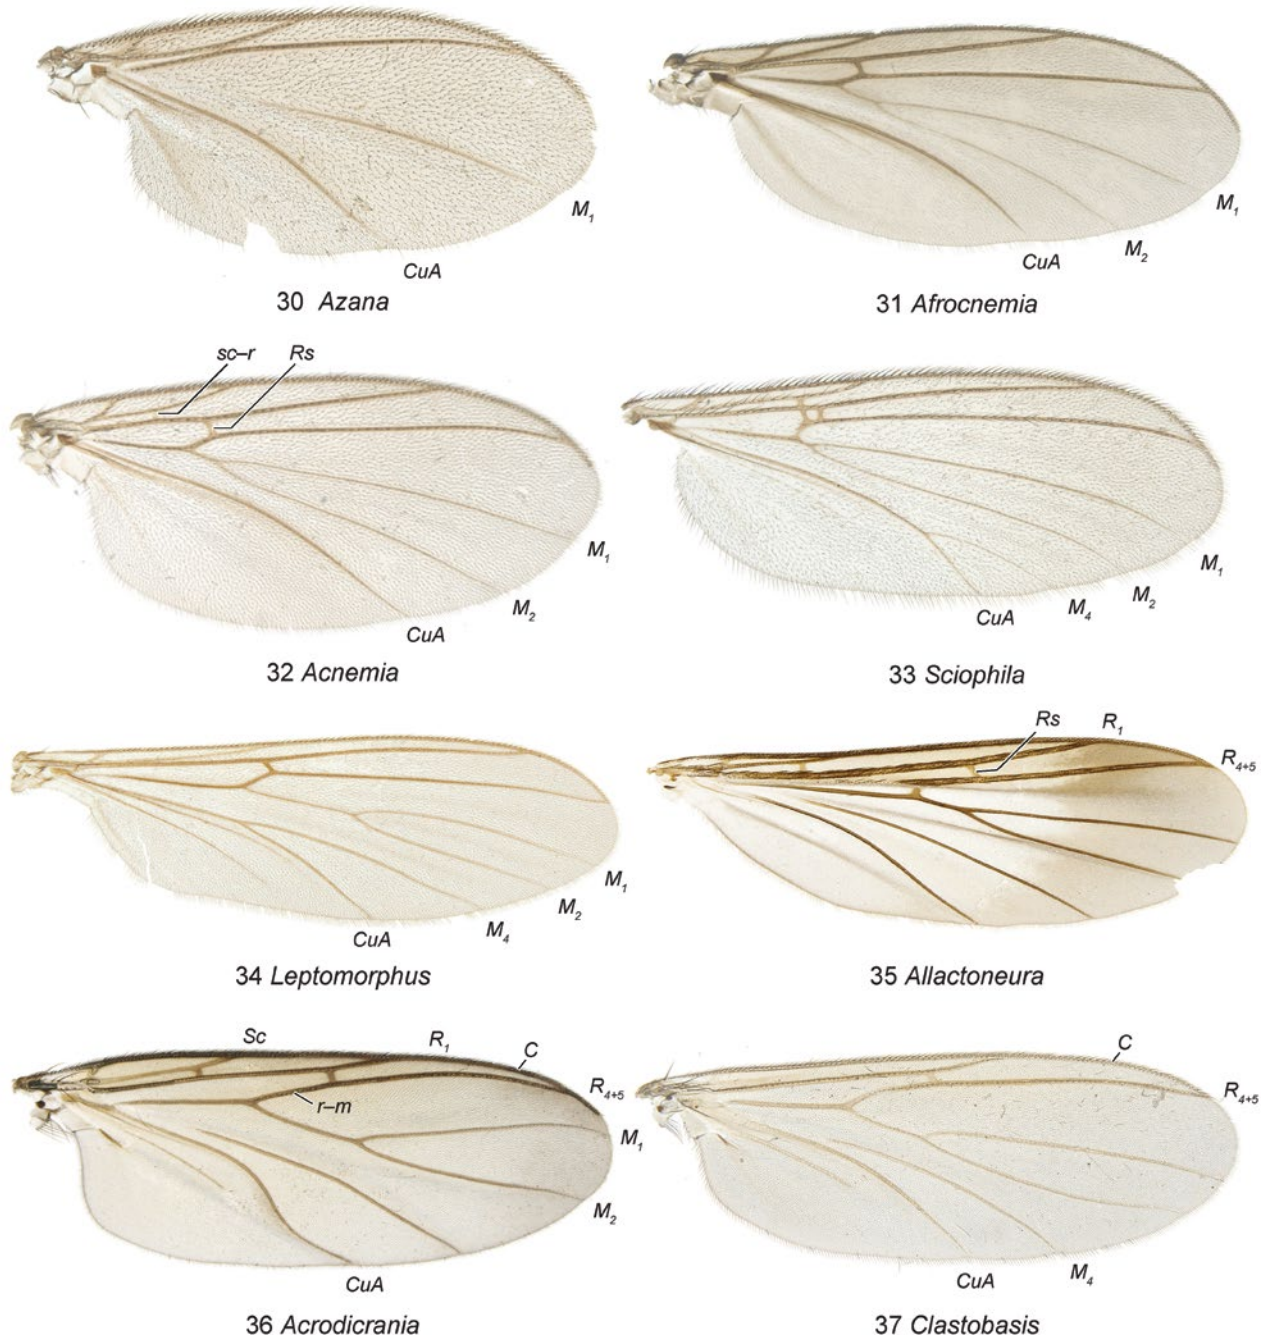 M₁
CuA
30 Azana
M₁
M₂
CuA
31 Afrocnemia
sc–r Rs
M₁
M₂
CuA
32 Acnemia
M₁
M₂
M₄
CuA
33 Sciophila
M₁
M₂
M₄
CuA
34 Leptomorphus
Rs R₁
R₄₊₅
35 Allactoneura
Sc R₁ C
R₄₊₅
r–m
M₁
M₂
CuA
36 Acrodicrania
C
R₄₊₅
M₄
CuA
37 Clastobasis